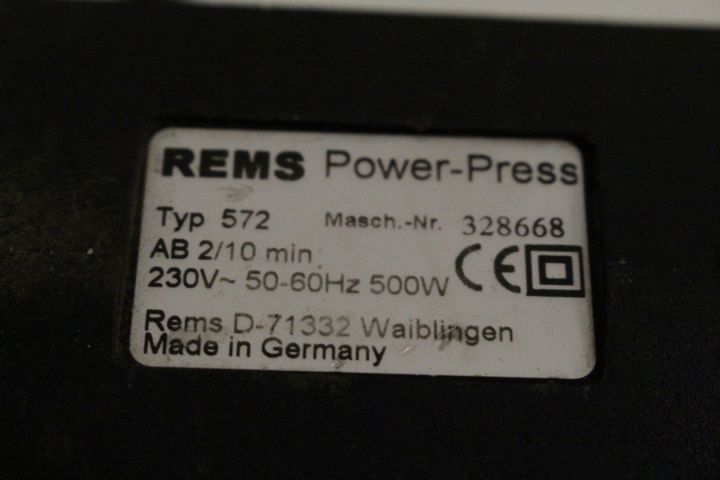 REMS Power-Press
Typ 572 Masch.-Nr. 328668
AB 2/10 min
230V~ 50-60Hz 500W CE
Rems D-71332 Waiblingen
Made in Germany